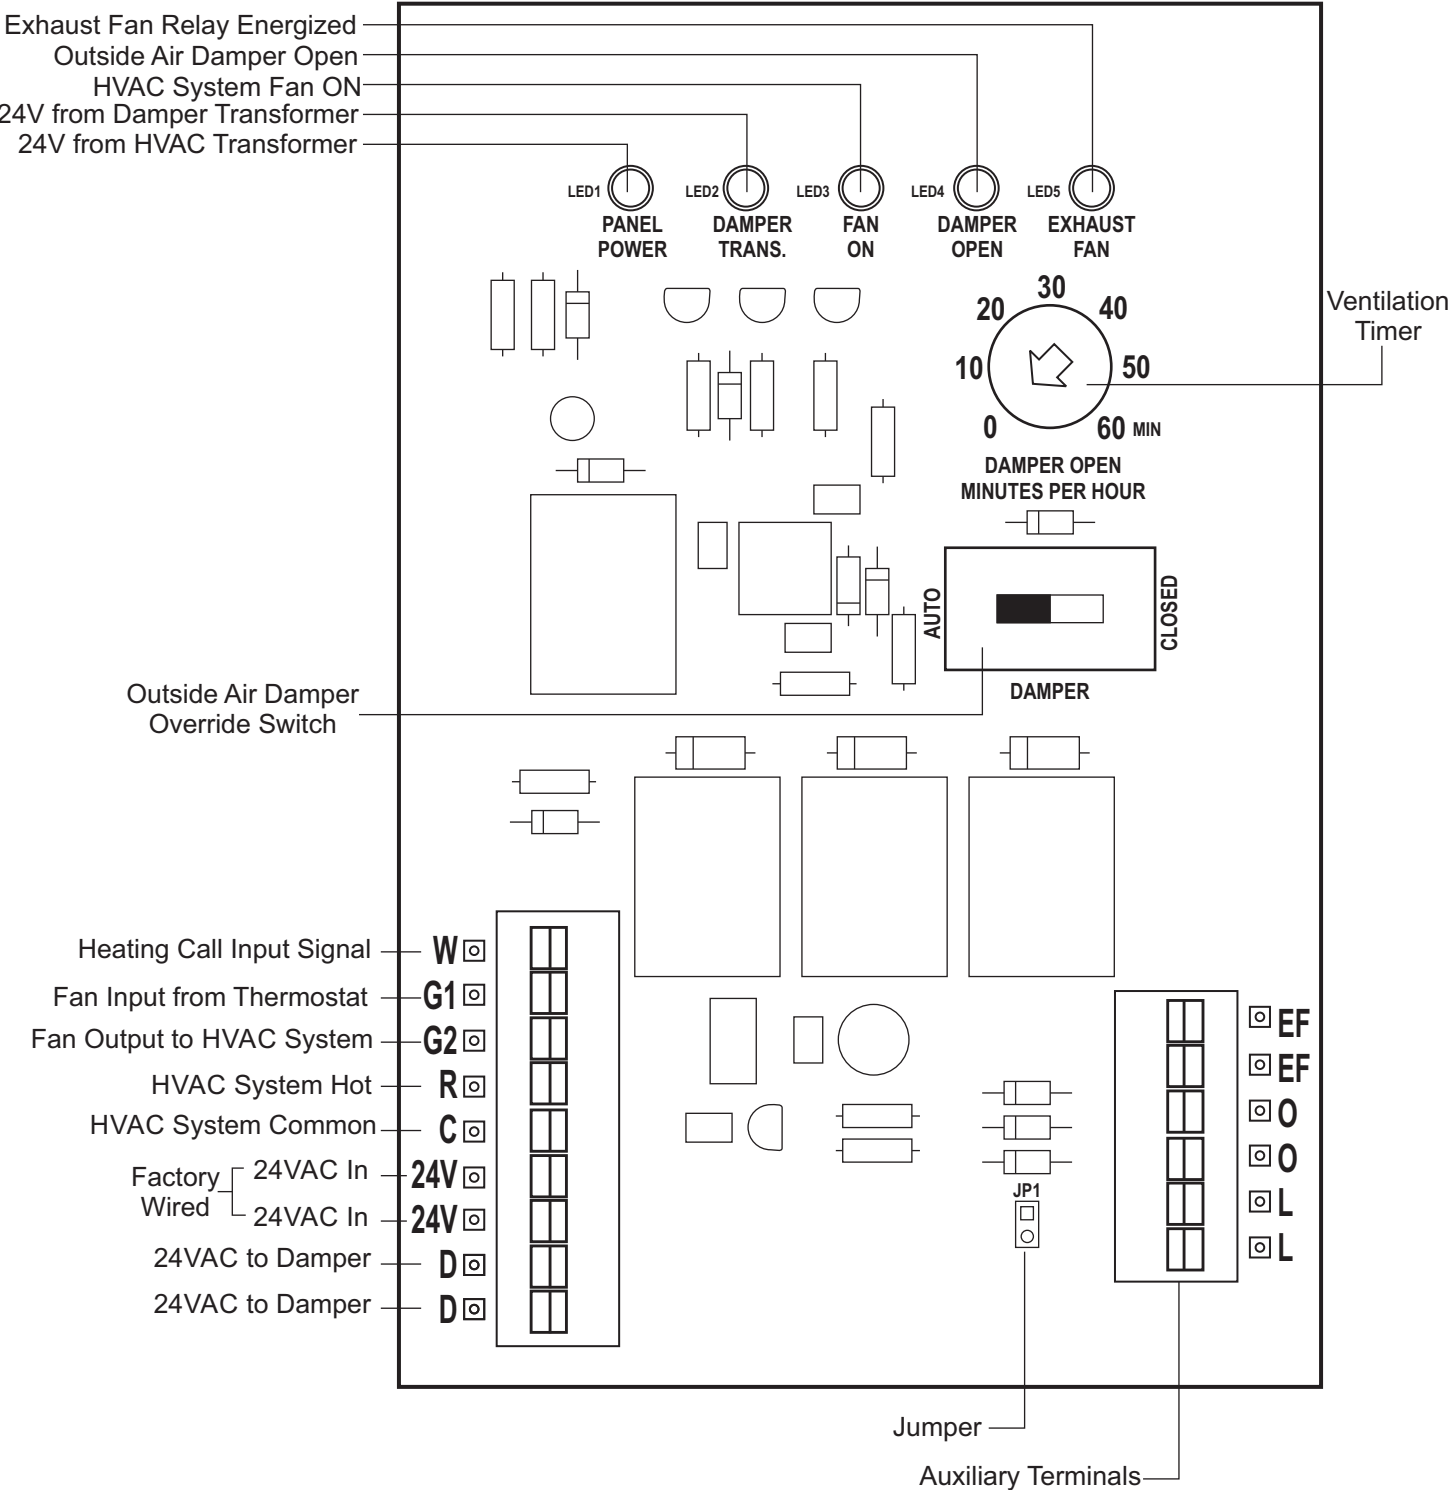 Exhaust Fan Relay Energized
Outside Air Damper Open
HVAC System Fan ON
24V from Damper Transformer
24V from HVAC Transformer
LED1
LED2
LED3
LED4
LED5
PANEL
POWER
DAMPER
TRANS.
FAN
ON
DAMPER
OPEN
EXHAUST
FAN
30
20
40
10
50
0
60 MIN
DAMPER OPEN
MINUTES PER HOUR
Ventilation
Timer
AUTO
CLOSED
DAMPER
Outside Air Damper
Override Switch
Heating Call Input Signal
W
Fan Input from Thermostat
G1
Fan Output to HVAC System
G2
HVAC System Hot
R
HVAC System Common
C
Factory
Wired
24VAC In
24V
24VAC In
24V
24VAC to Damper
D
24VAC to Damper
D
EF
EF
O
O
L
L
JP1
Jumper
Auxiliary Terminals